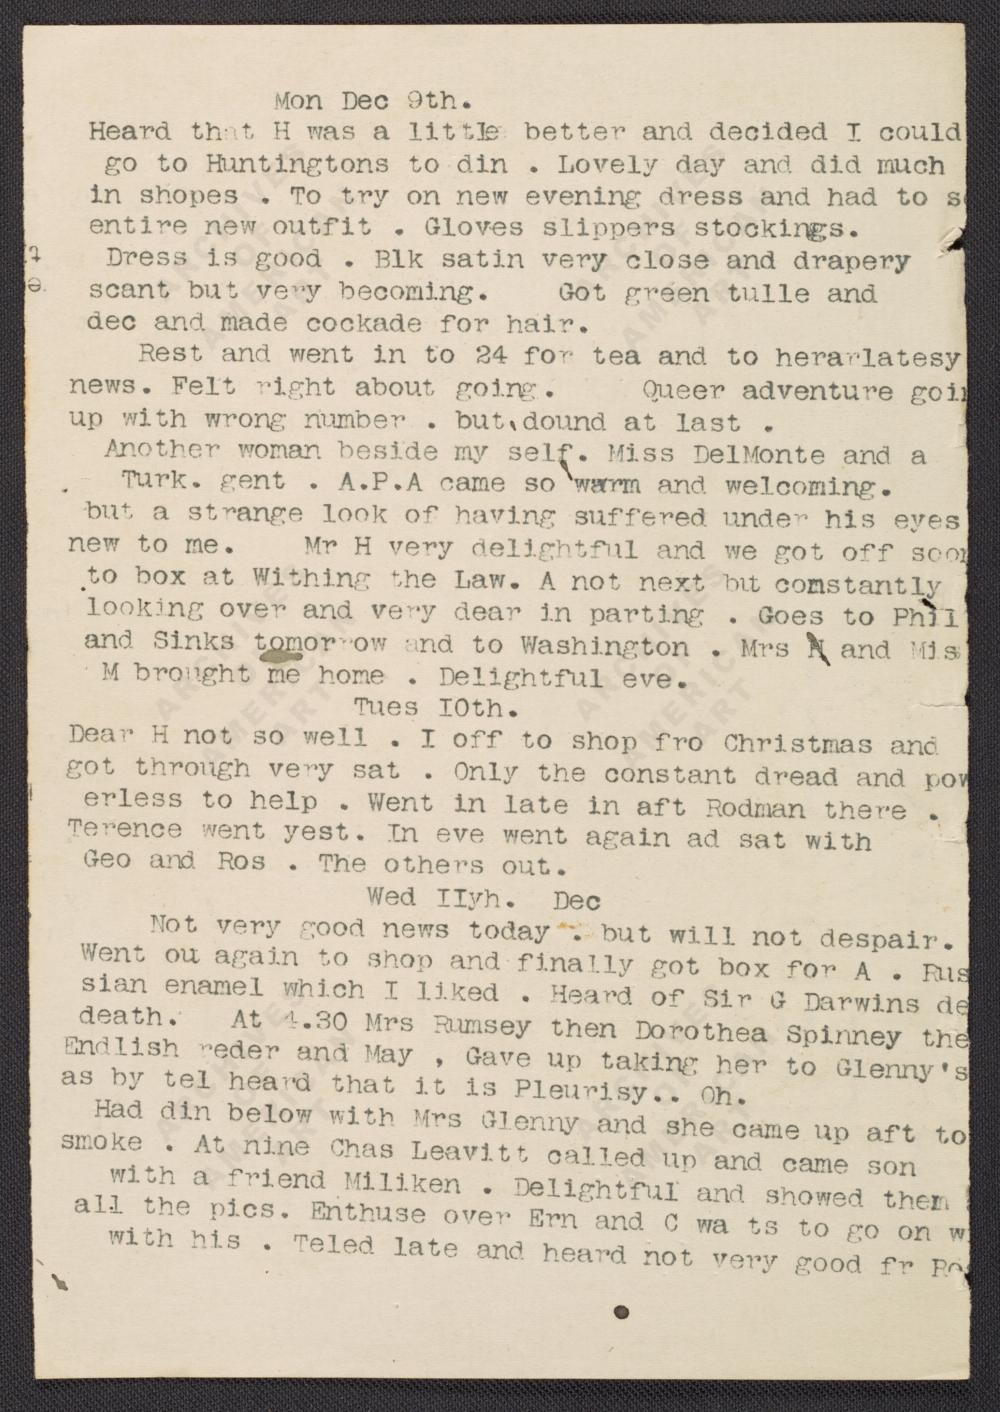 Mon Dec 9th.
Heard that H was a little better and decided I could
go to Huntingtons to din . Lovely day and did much
in shopes . To try on new evening dress and had to s
entire new outfit . Gloves slippers stockings.
Dress is good . Blk satin very close and drapery
scant but very becoming. Got green tulle and
dec and made cockade for hair.
Rest and went in to 24 for tea and to herarlatesy
news. Felt right about going. Queer adventure goin
up with wrong number . but dound at last .
Another woman beside my self. Miss DelMonte and a
Turk. gent . A.P.A came so warm and welcoming.
but a strange look of having suffered under his eyes
new to me. Mr H very delightful and we got off soon
to box at Withing the Law. A not next but comstantly
looking over and very dear in parting . Goes to Phil
and Sinks tomorrow and to Washington . Mrs and Mis
M brought me home . Delightful eve.
Tues IOth.
Dear H not so well . I off to shop fro Christmas and
got through very sat . Only the constant dread and pow
erless to help . Went in late in aft Rodman there .
Terence went yest. In eve went again ad sat with
Geo and Ros . The others out.
Wed IIyh. Dec
Not very good news today . but will not despair.
Went ou again to shop and finally got box for A . Rus
sian enamel which I liked . Heard of Sir G Darwins de
death. At 4.30 Mrs Rumsey then Dorothea Spinney the
Endlish reder and May , Gave up taking her to Glenny's
as by tel heard that it is Pleurisy.. Oh.
Had din below with Mrs Glenny and she came up aft to
smoke . At nine Chas Leavitt called up and came son
with a friend Miliken . Delightful and showed them
all the pics. Enthuse over Ern and C wa ts to go on w
with his . Teled late and heard not very good fr Ro